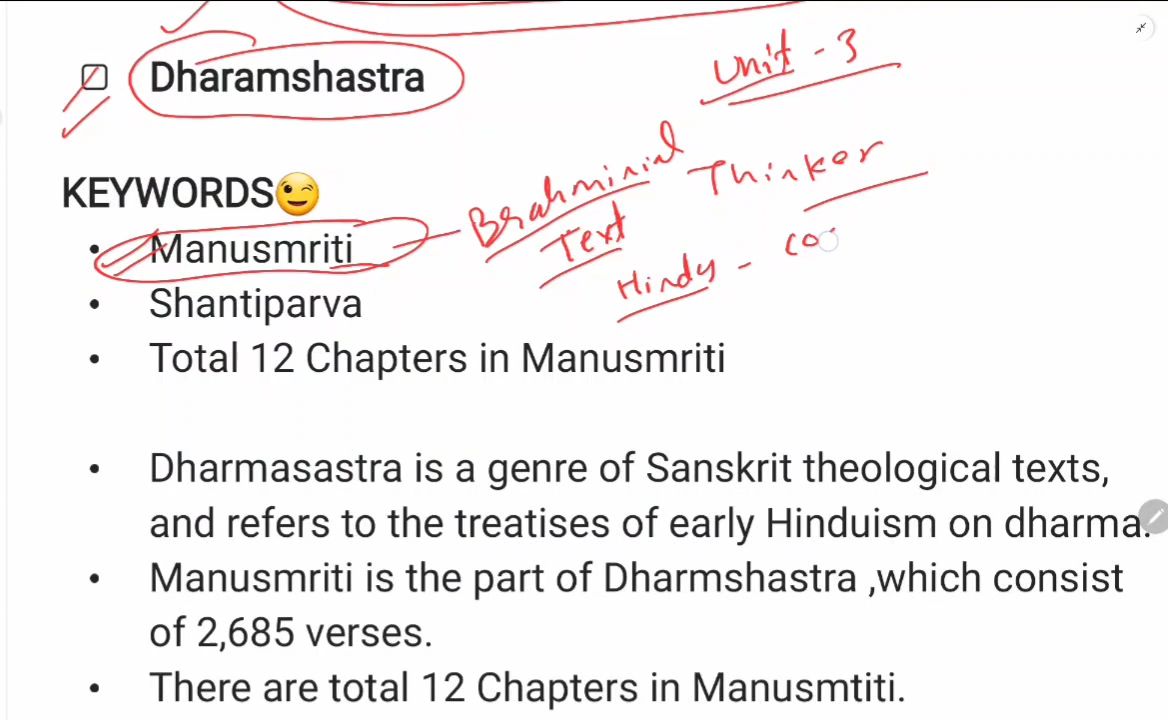 Unit - 3
Dharamshastra
Thinker
KEYWORDS😉
Brahminial
Manusmriti
Text
Hindu - co
Shantiparva
Total 12 Chapters in Manusmriti
Dharmasastra is a genre of Sanskrit theological texts,
and refers to the treatises of early Hinduism on dharma.
Manusmriti is the part of Dharmshastra ,which consist
of 2,685 verses.
There are total 12 Chapters in Manusmtiti.